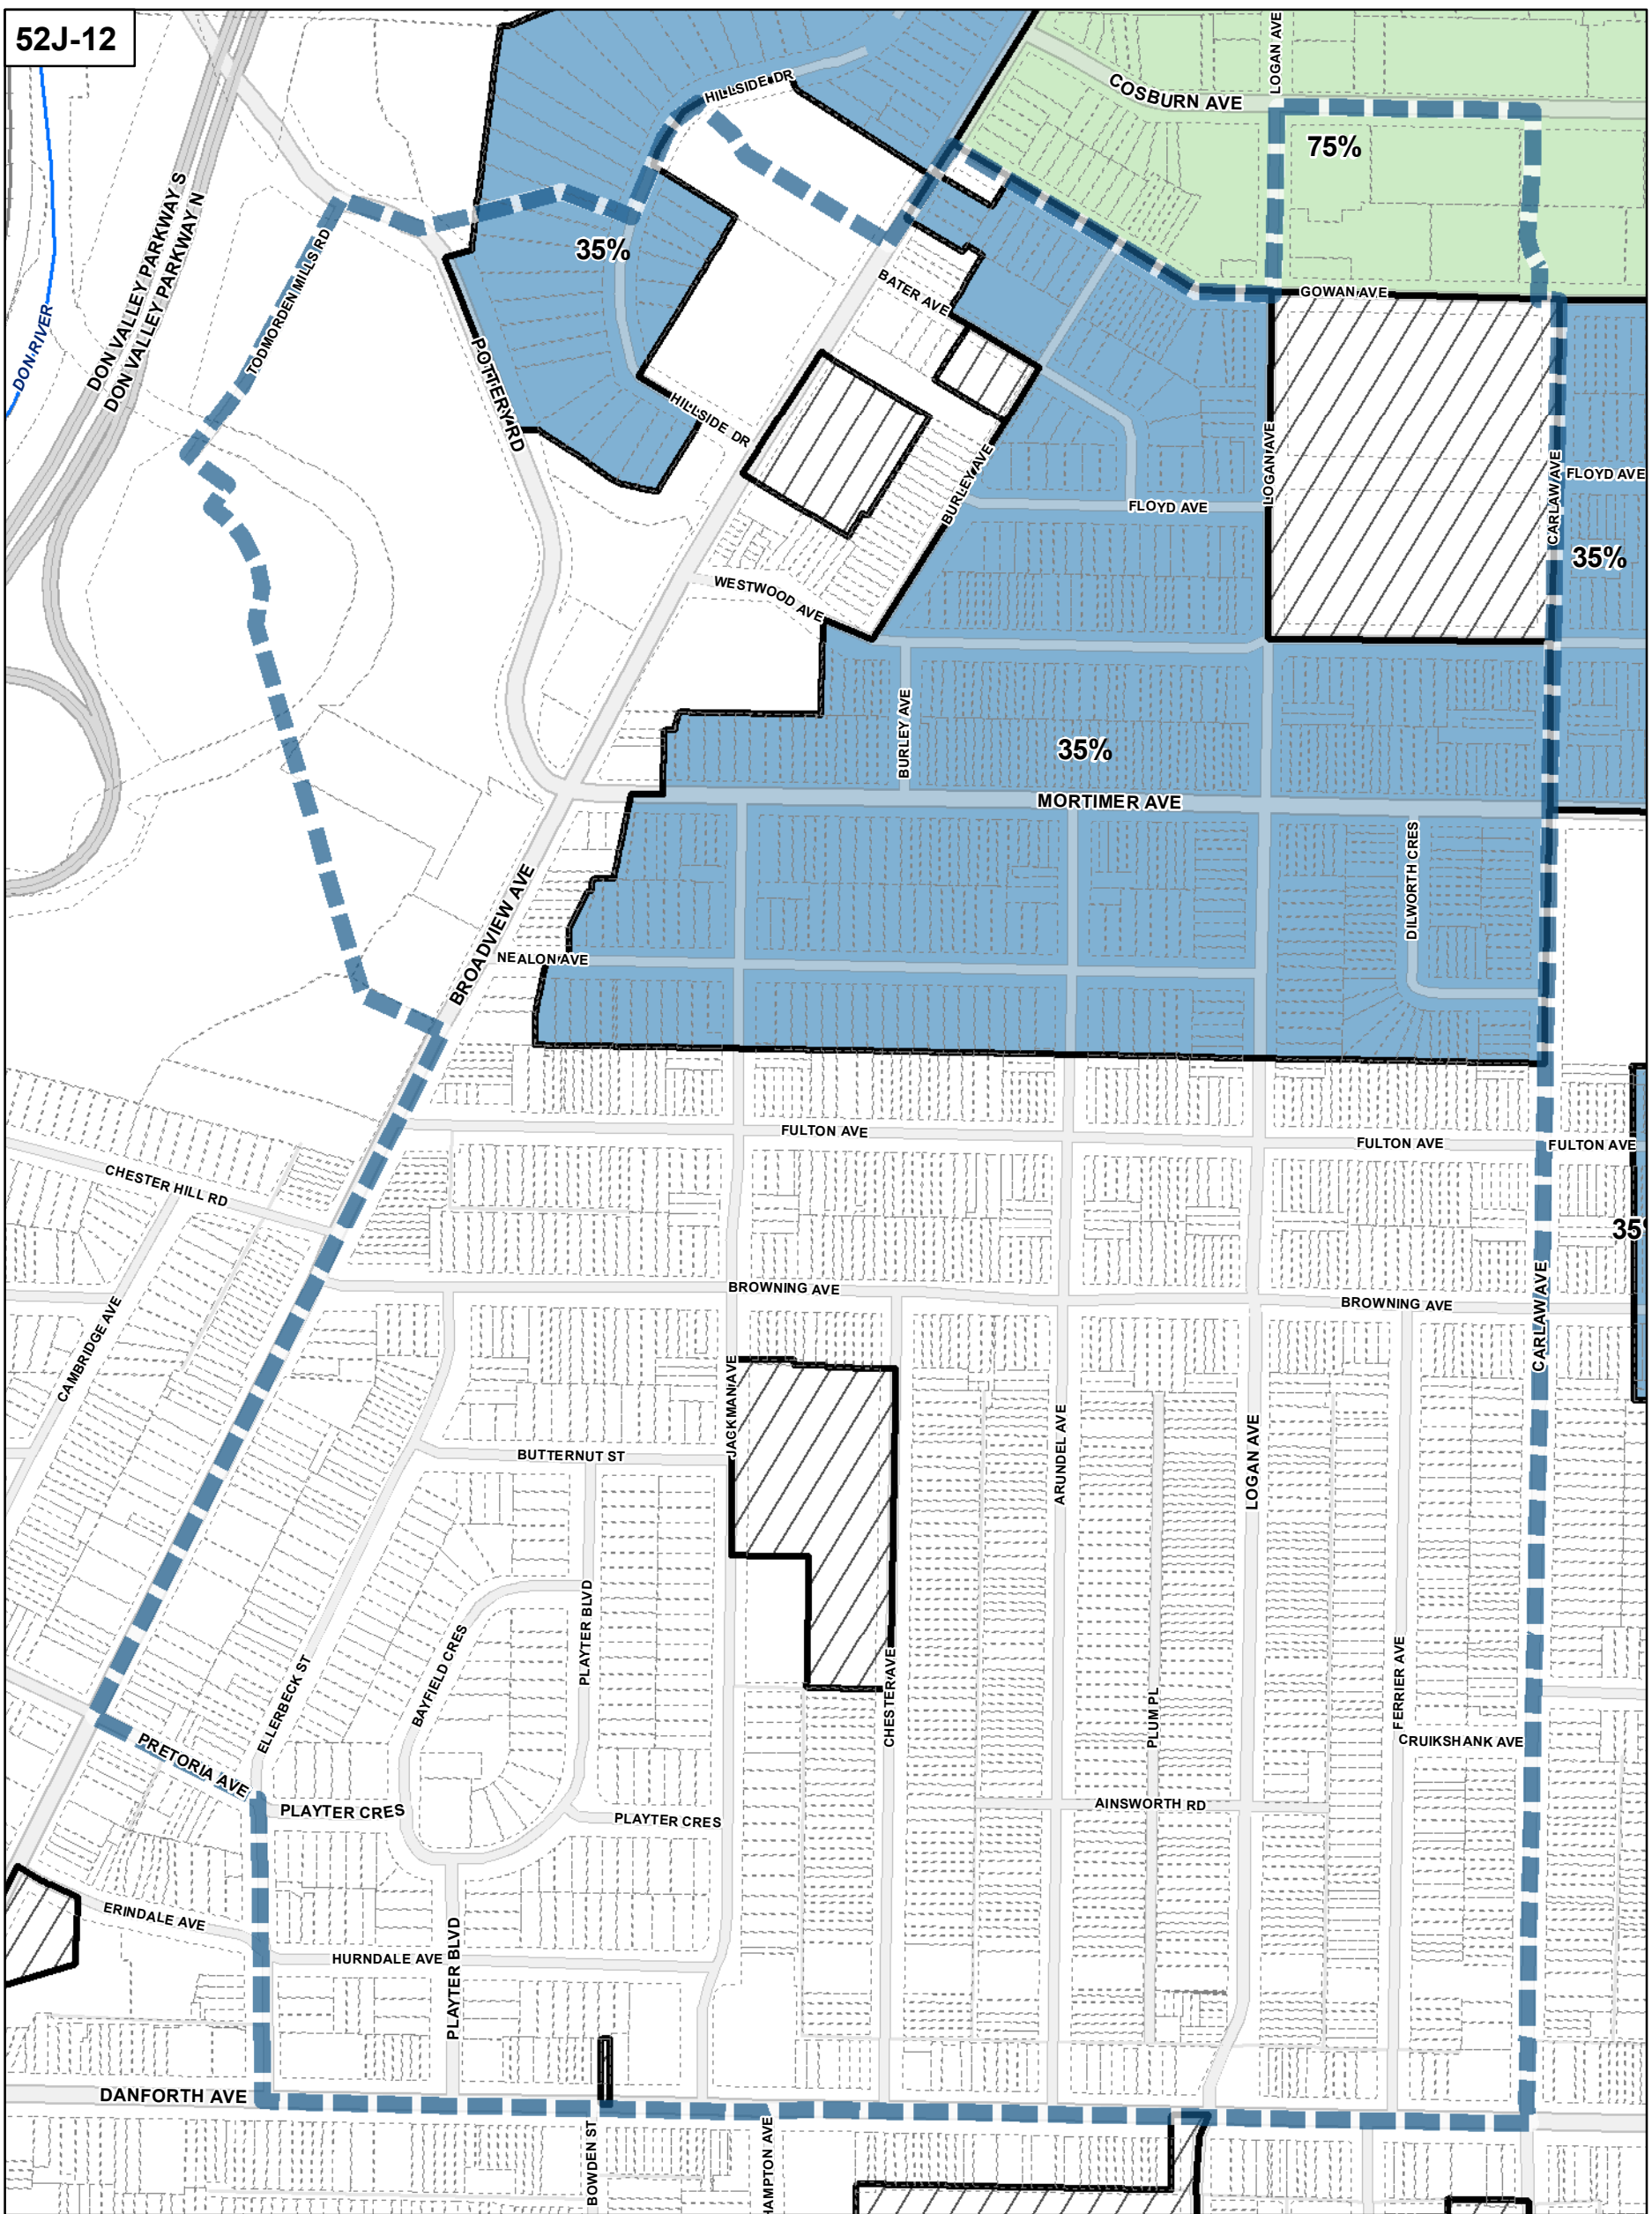 52J-12
LOGAN AVE
HILLSIDE DR
COSBURN AVE
75%
DON VALLEY PARKWAY S
DON VALLEY PARKWAY N
TODMORDEN MILLS RD
35%
BATER AVE
GOWAN AVE
DON RIVER
POTTERY RD
HILLSIDE DR
BURLEY AVE
LOGAN AVE
CARLAW AVE
FLOYD AVE
FLOYD AVE
35%
WESTWOOD AVE
BURLEY AVE
35%
MORTIMER AVE
DILWORTH CRES
BROADVIEW AVE
NEALON AVE
FULTON AVE
FULTON AVE
FULTON AVE
CHESTER HILL RD
35
CAMBRIDGE AVE
BROWNING AVE
BROWNING AVE
CARLAW AVE
JACKMAN AVE
BUTTERNUT ST
ARUNDEL AVE
LOGAN AVE
PLAYTER BLVD
BAYFIELD CRES
ELLERBECK ST
CHESTER AVE
PLUM PL
FERRIER AVE
CRUIKSHANK AVE
PRETORIA AVE
PLAYTER CRES
PLAYTER CRES
AINSWORTH RD
ERINDALE AVE
HURNDALE AVE
PLAYTER BLVD
DANFORTH AVE
BOWDEN ST
HAMPTON AVE